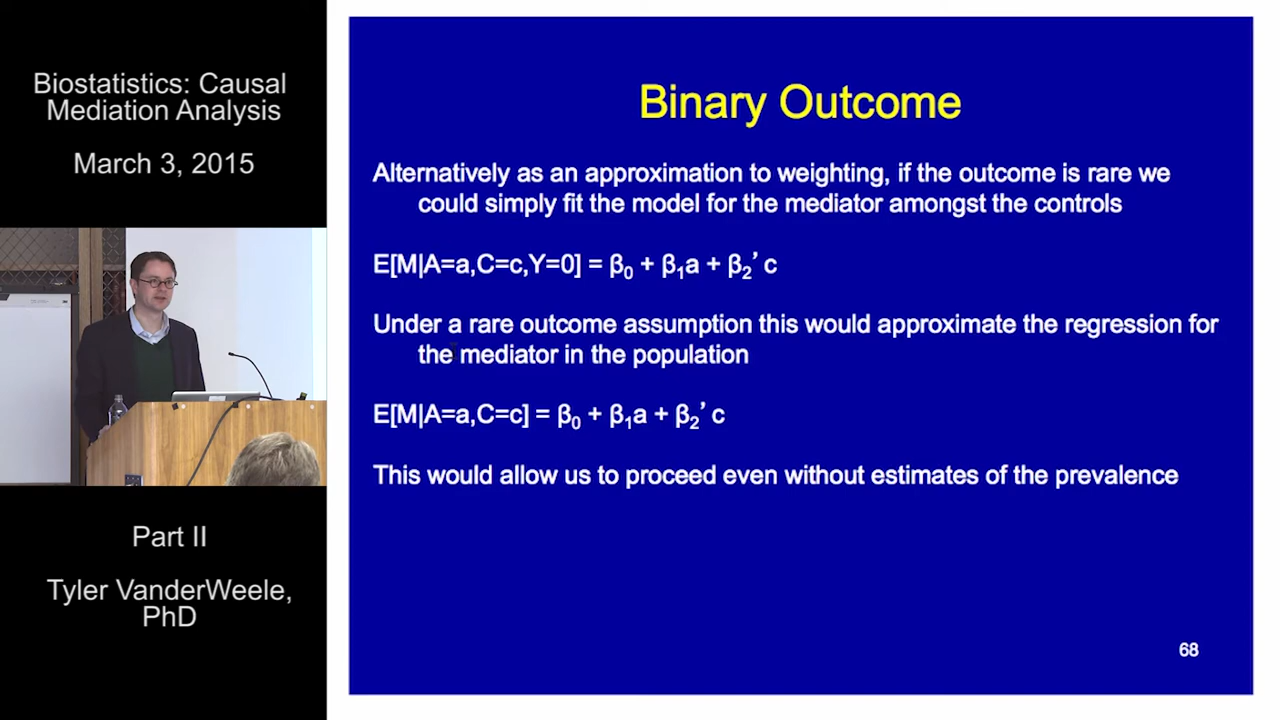 Biostatistics: Causal
Mediation Analysis
March 3, 2015
Part II
Tyler VanderWeele,
PhD
Binary Outcome
Alternatively as an approximation to weighting, if the outcome is rare we
could simply fit the model for the mediator amongst the controls
E[M|A=a,C=c,Y=0] = β₀ + β₁a + β₂’ c
Under a rare outcome assumption this would approximate the regression for
the mediator in the population
E[M|A=a,C=c] = β₀ + β₁a + β₂’ c
This would allow us to proceed even without estimates of the prevalence
68